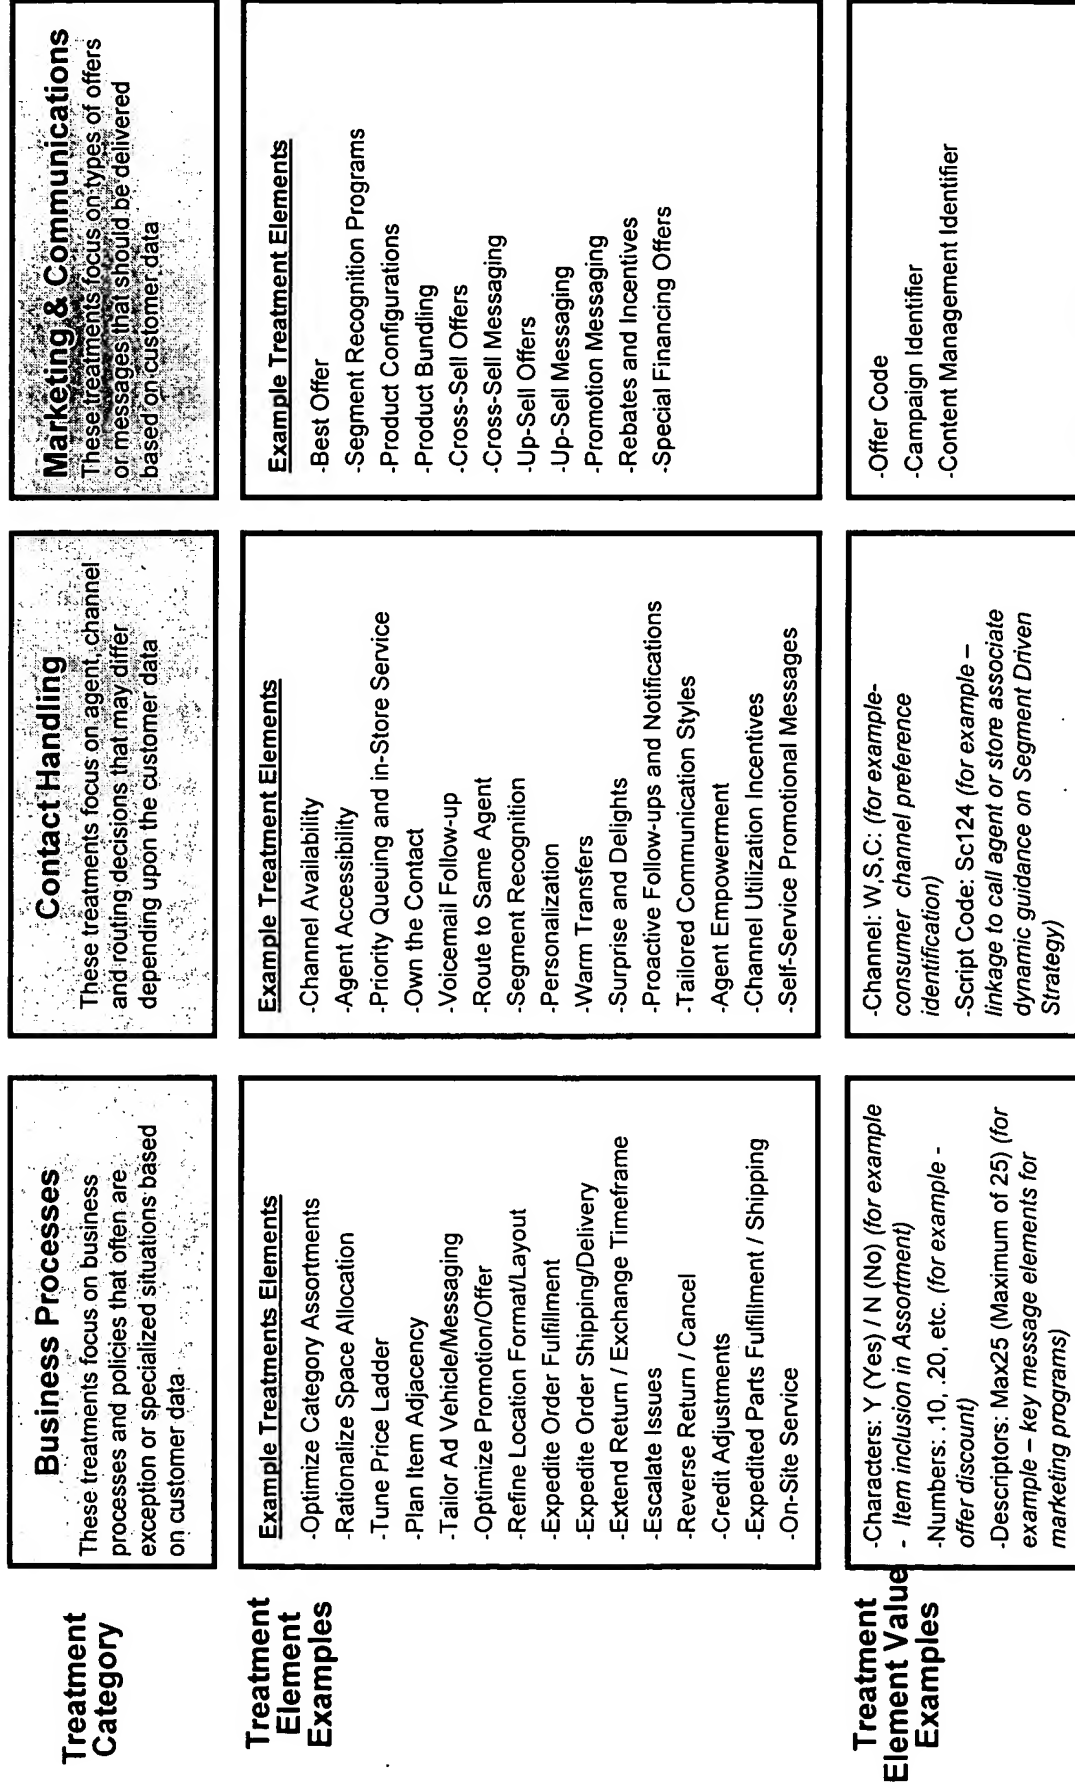 Treatment
Category
Business Processes
These treatments focus on business
processes and policies that often are
exception or specialized situations based
on customer data
Contact Handling
These treatments focus on agent, channel
and routing decisions that may differ
depending upon the customer data
Marketing & Communications
These treatments focus on types of offers
or messages that should be delivered
based on customer data
Treatment
Element
Examples
Example Treatments Elements
-Optimize Category Assortments
-Rationalize Space Allocation
-Tune Price Ladder
-Plan Item Adjacency
-Tailor Ad Vehicle/Messaging
-Optimize Promotion/Offer
-Refine Location Format/Layout
-Expedite Order Fulfillment
-Expedite Order Shipping/Delivery
-Extend Return / Exchange Timeframe
-Escalate Issues
-Reverse Return / Cancel
-Credit Adjustments
-Expedited Parts Fulfillment / Shipping
-On-Site Service
Example Treatment Elements
-Channel Availability
-Agent Accessibility
-Priority Queuing and in-Store Service
-Own the Contact
-Voicemail Follow-up
-Route to Same Agent
-Segment Recognition
-Personalization
-Warm Transfers
-Surprise and Delights
-Proactive Follow-ups and Notifications
-Tailored Communication Styles
-Agent Empowerment
-Channel Utilization Incentives
-Self-Service Promotional Messages
Example Treatment Elements
-Best Offer
-Segment Recognition Programs
-Product Configurations
-Product Bundling
-Cross-Sell Offers
-Cross-Sell Messaging
-Up-Sell Offers
-Up-Sell Messaging
-Promotion Messaging
-Rebates and Incentives
-Special Financing Offers
Treatment
Element Value
Examples
-Characters: Y (Yes) / N (No) (for example
- Item inclusion in Assortment)
-Numbers: .10, .20, etc. (for example -
offer discount)
-Descriptors: Max25 (Maximum of 25) (for
example – key message elements for
marketing programs)
-Channel: W,S,C: (for example-
consumer channel preference
identification)
-Script Code: Sc124 (for example –
linkage to call agent or store associate
dynamic guidance on Segment Driven
Strategy)
-Offer Code
-Campaign Identifier
-Content Management Identifier